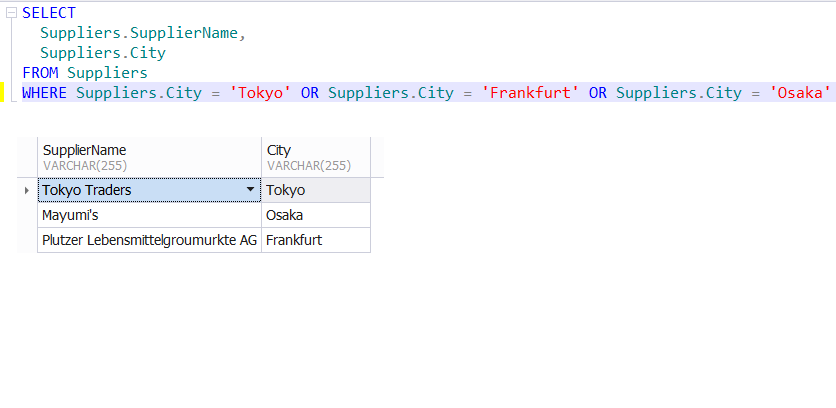 SELECT
Suppliers.SupplierName,
Suppliers.City
FROM Suppliers
WHERE Suppliers.City = 'Tokyo' OR Suppliers.City = 'Frankfurt' OR Suppliers.City = 'Osaka'
SupplierName City
VARCHAR(255) VARCHAR(255)
Tokyo Traders Tokyo
Mayumi's Osaka
Plutzer Lebensmittelgroumurkte AG Frankfurt